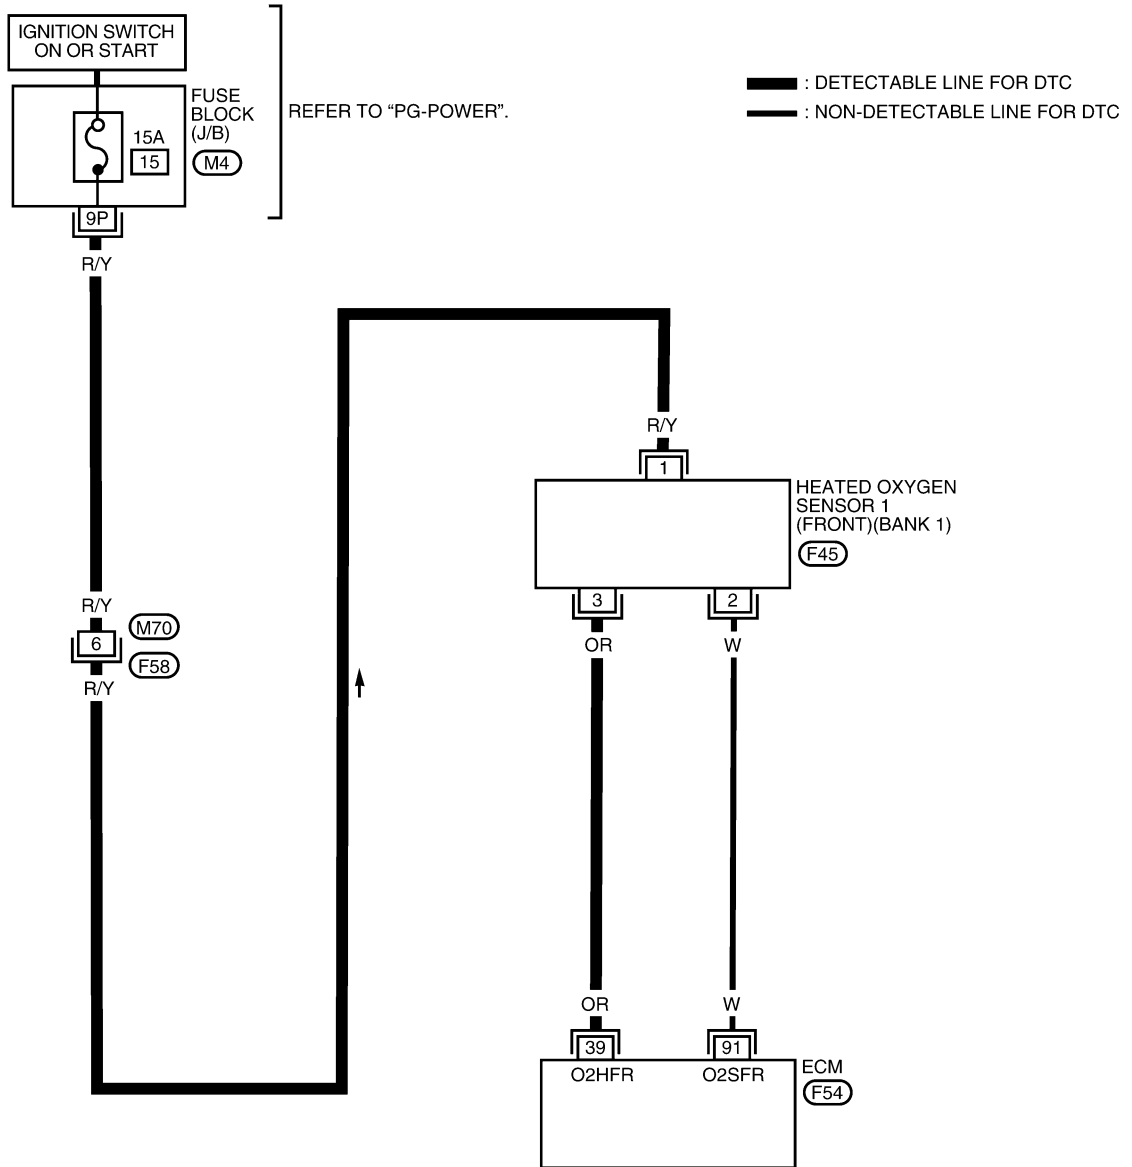 IGNITION SWITCH
ON OR START
FUSE
BLOCK
(J/B)
15A
15
M4
REFER TO “PG-POWER”.
: DETECTABLE LINE FOR DTC
: NON-DETECTABLE LINE FOR DTC
9P
R/Y
R/Y
M70
6
F58
R/Y
R/Y
1
HEATED OXYGEN
SENSOR 1
(FRONT)(BANK 1)
F45
3
2
OR
W
OR
W
39
91
O2HFR
O2SFR
ECM
F54